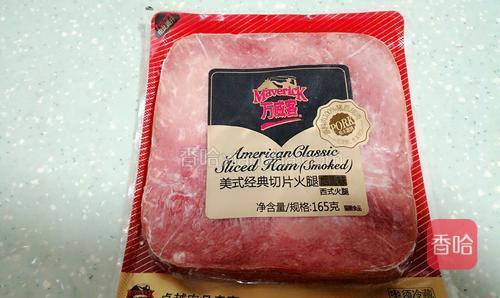 Maverick
万威客
PORK
American Classic
Sliced Ham (Smoked)
美式经典切片火腿
西式火腿
净含量/规格:165克
香哈
香哈